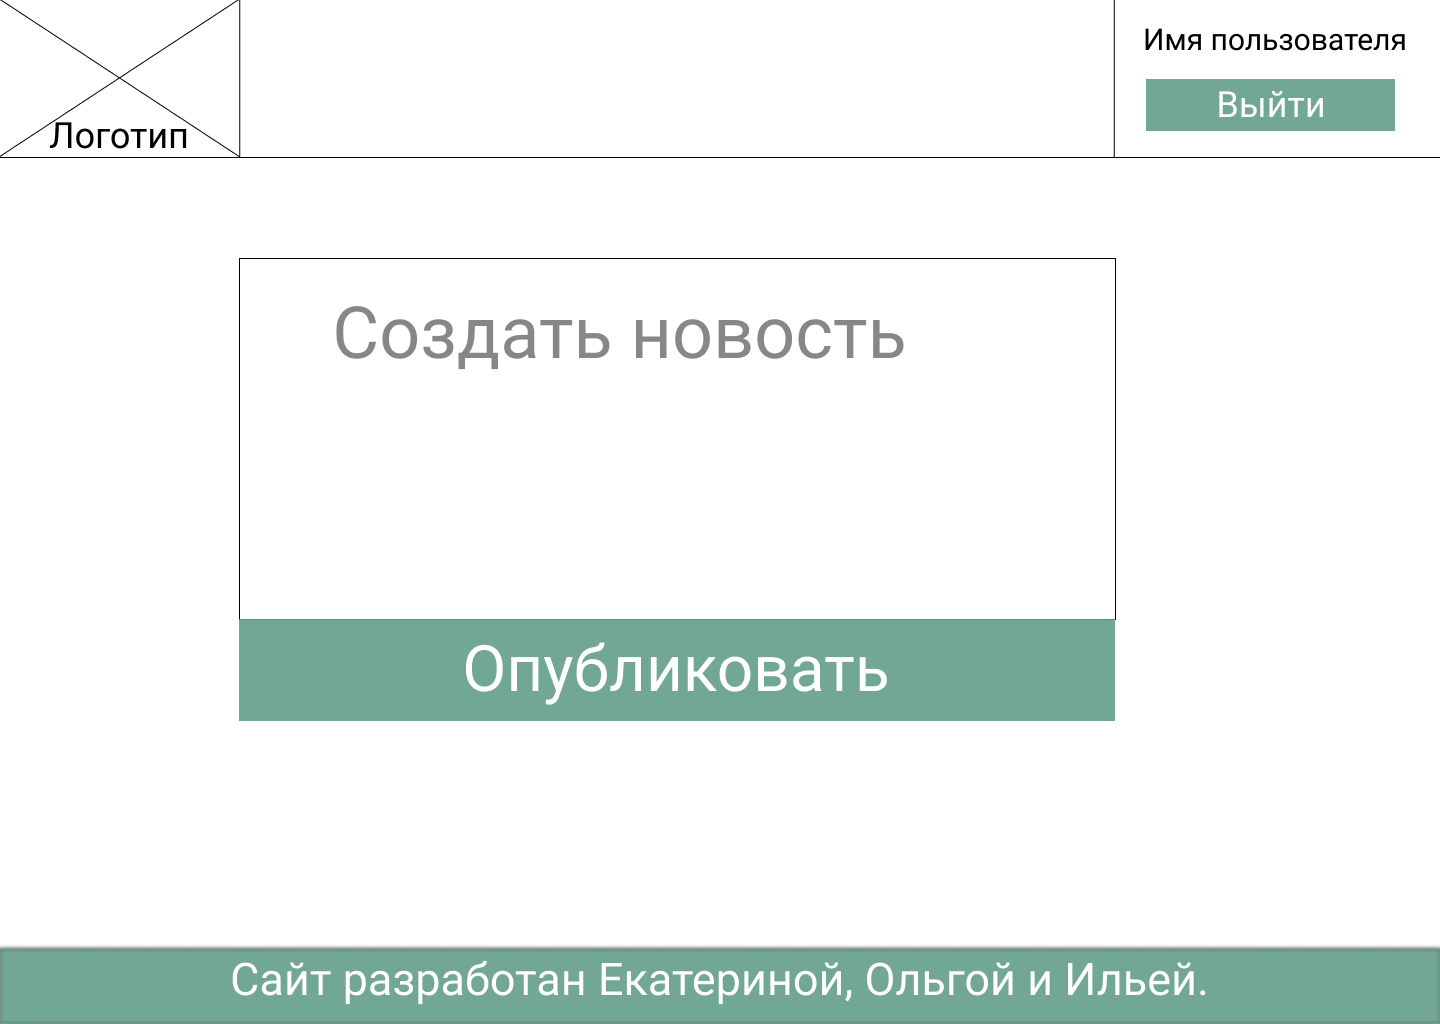 Логотип
Имя пользователя
Выйти
Создать новость
Опубликовать
Сайт разработан Екатериной, Ольгой и Ильей.